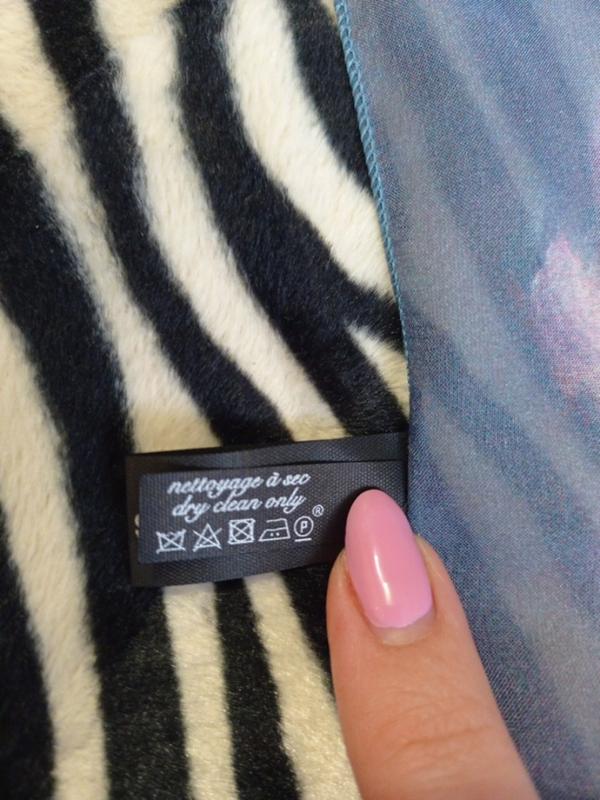 nettoyage à sec
dry clean only
P ®